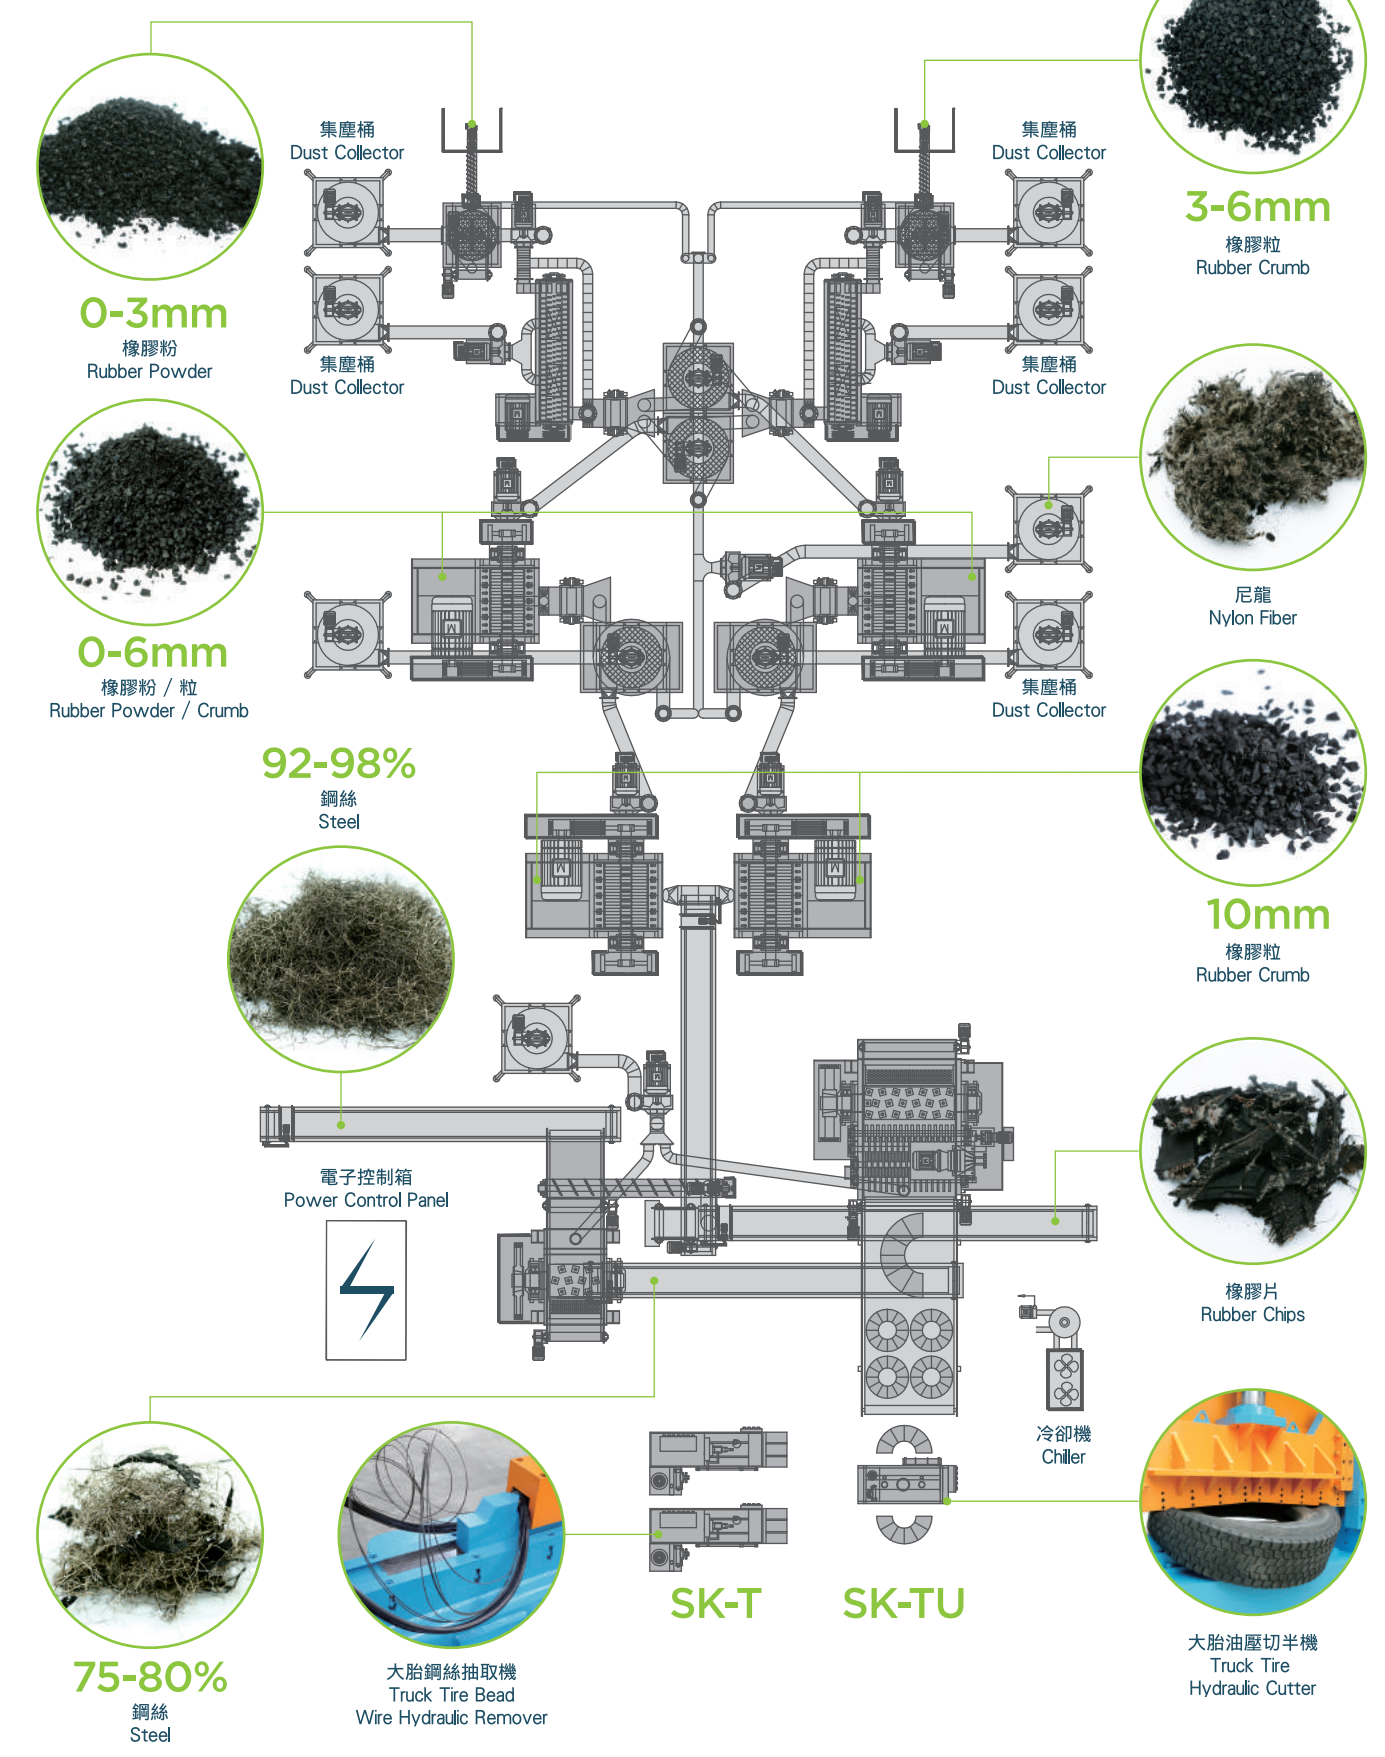 集塵桶
Dust Collector
集塵桶
Dust Collector
3-6mm
橡膠粒
Rubber Crumb
0-3mm
橡膠粉
Rubber Powder
集塵桶
Dust Collector
集塵桶
Dust Collector
尼龍
Nylon Fiber
0-6mm
橡膠粉 / 粒
Rubber Powder / Crumb
集塵桶
Dust Collector
92-98%
鋼絲
Steel
10mm
橡膠粒
Rubber Crumb
電子控制箱
Power Control Panel
橡膠片
Rubber Chips
冷卻機
Chiller
SK-T
SK-TU
75-80%
鋼絲
Steel
大胎鋼絲抽取機
Truck Tire Bead
Wire Hydraulic Remover
大胎油壓切半機
Truck Tire
Hydraulic Cutter